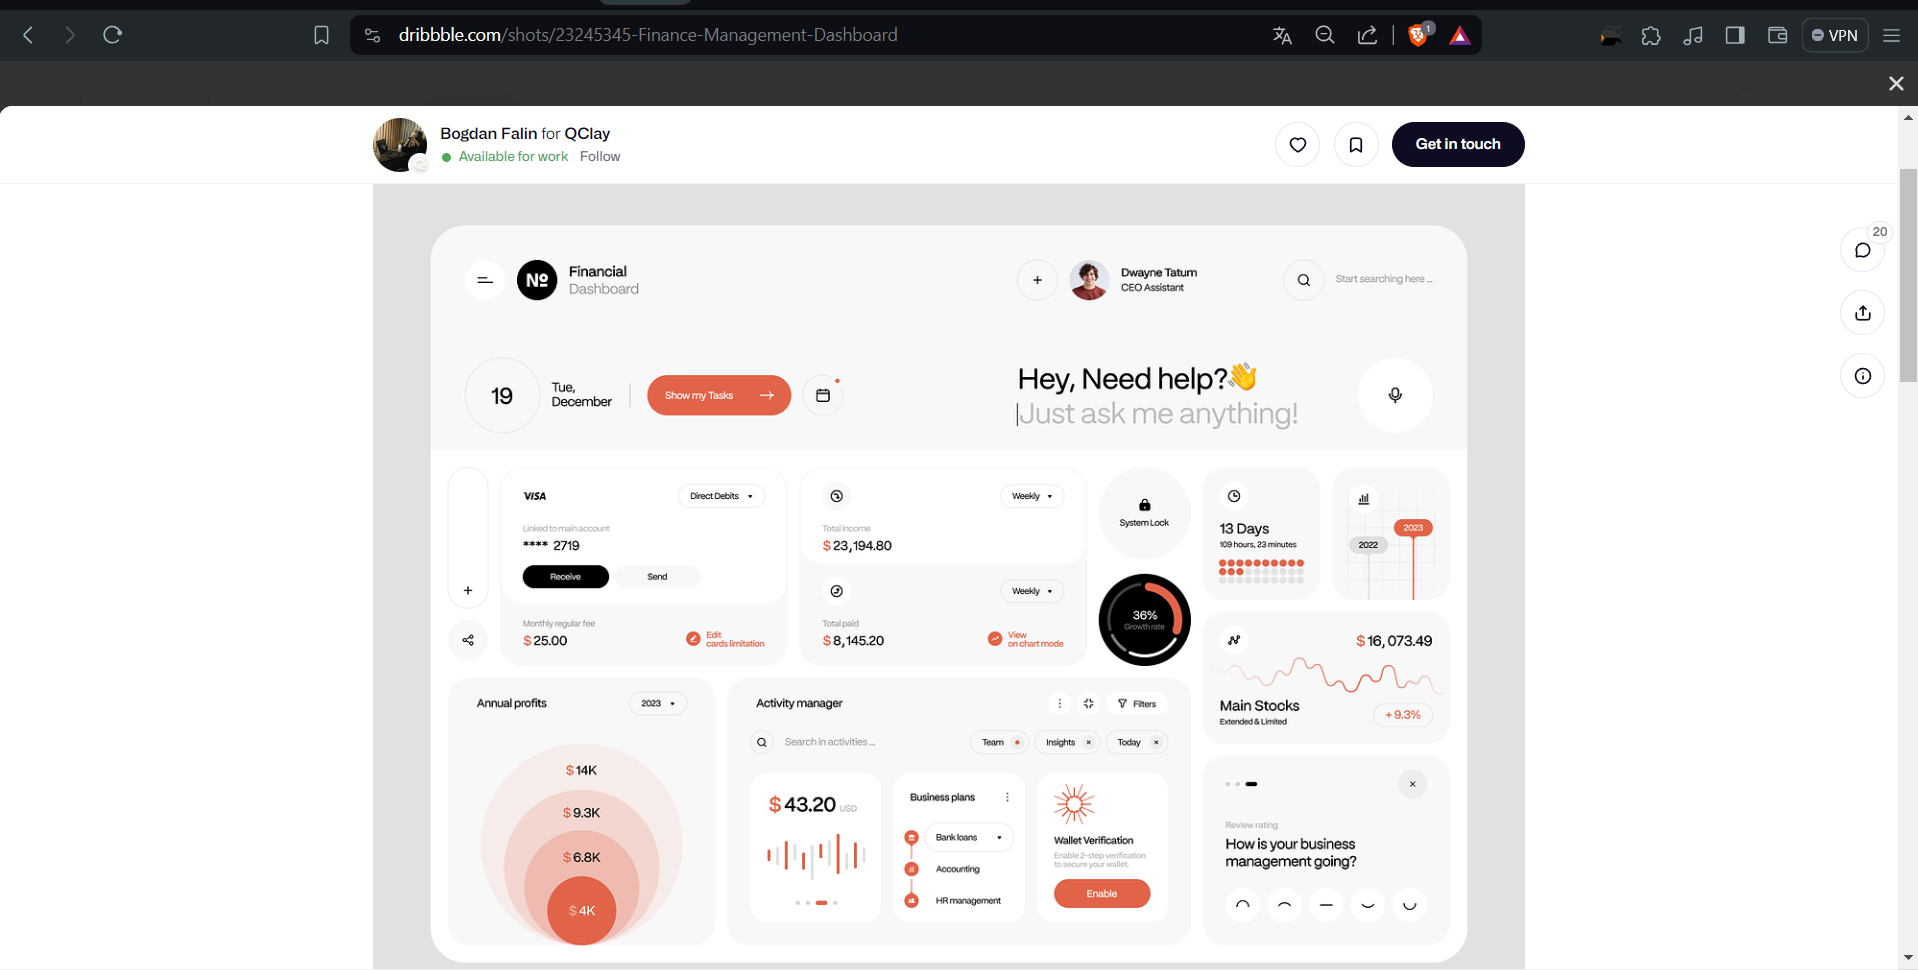 dribbble.com/shots/23245345-Finance-Management-Dashboard
1
VPN
Bogdan Falin for QClay
Available for work Follow
Get in touch
20
Nº
Financial
Dashboard
+
Dwayne Tatum
CEO Assistant
Start searching here ...
19
Tue,
December
Show my Tasks
Hey, Need help?👋
Just ask me anything!
+
VISA
Direct Debits
Linked to main account
**** 2719
Receive
Send
Monthly regular fee
$ 25.00
Edit
cards limitation
Weekly
Total income
$ 23,194.80
Weekly
Total paid
$ 8,145.20
View
on chart mode
System Lock
36%
Growth rate
13 Days
109 hours, 23 minutes
2023
2022
$ 16,073.49
Main Stocks
Extended & Limited
+ 9.3%
Annual profits
2023
$ 14K
$ 9.3K
$ 6.8K
$ 4K
Activity manager
Filters
Search in activities ...
Team
Insights ×
Today ×
$ 43.20 USD
Business plans
Bank loans
Accounting
HR management
Wallet Verification
Enable 2-step verification
to secure your wallet.
Enable
Review rating
How is your business
management going?